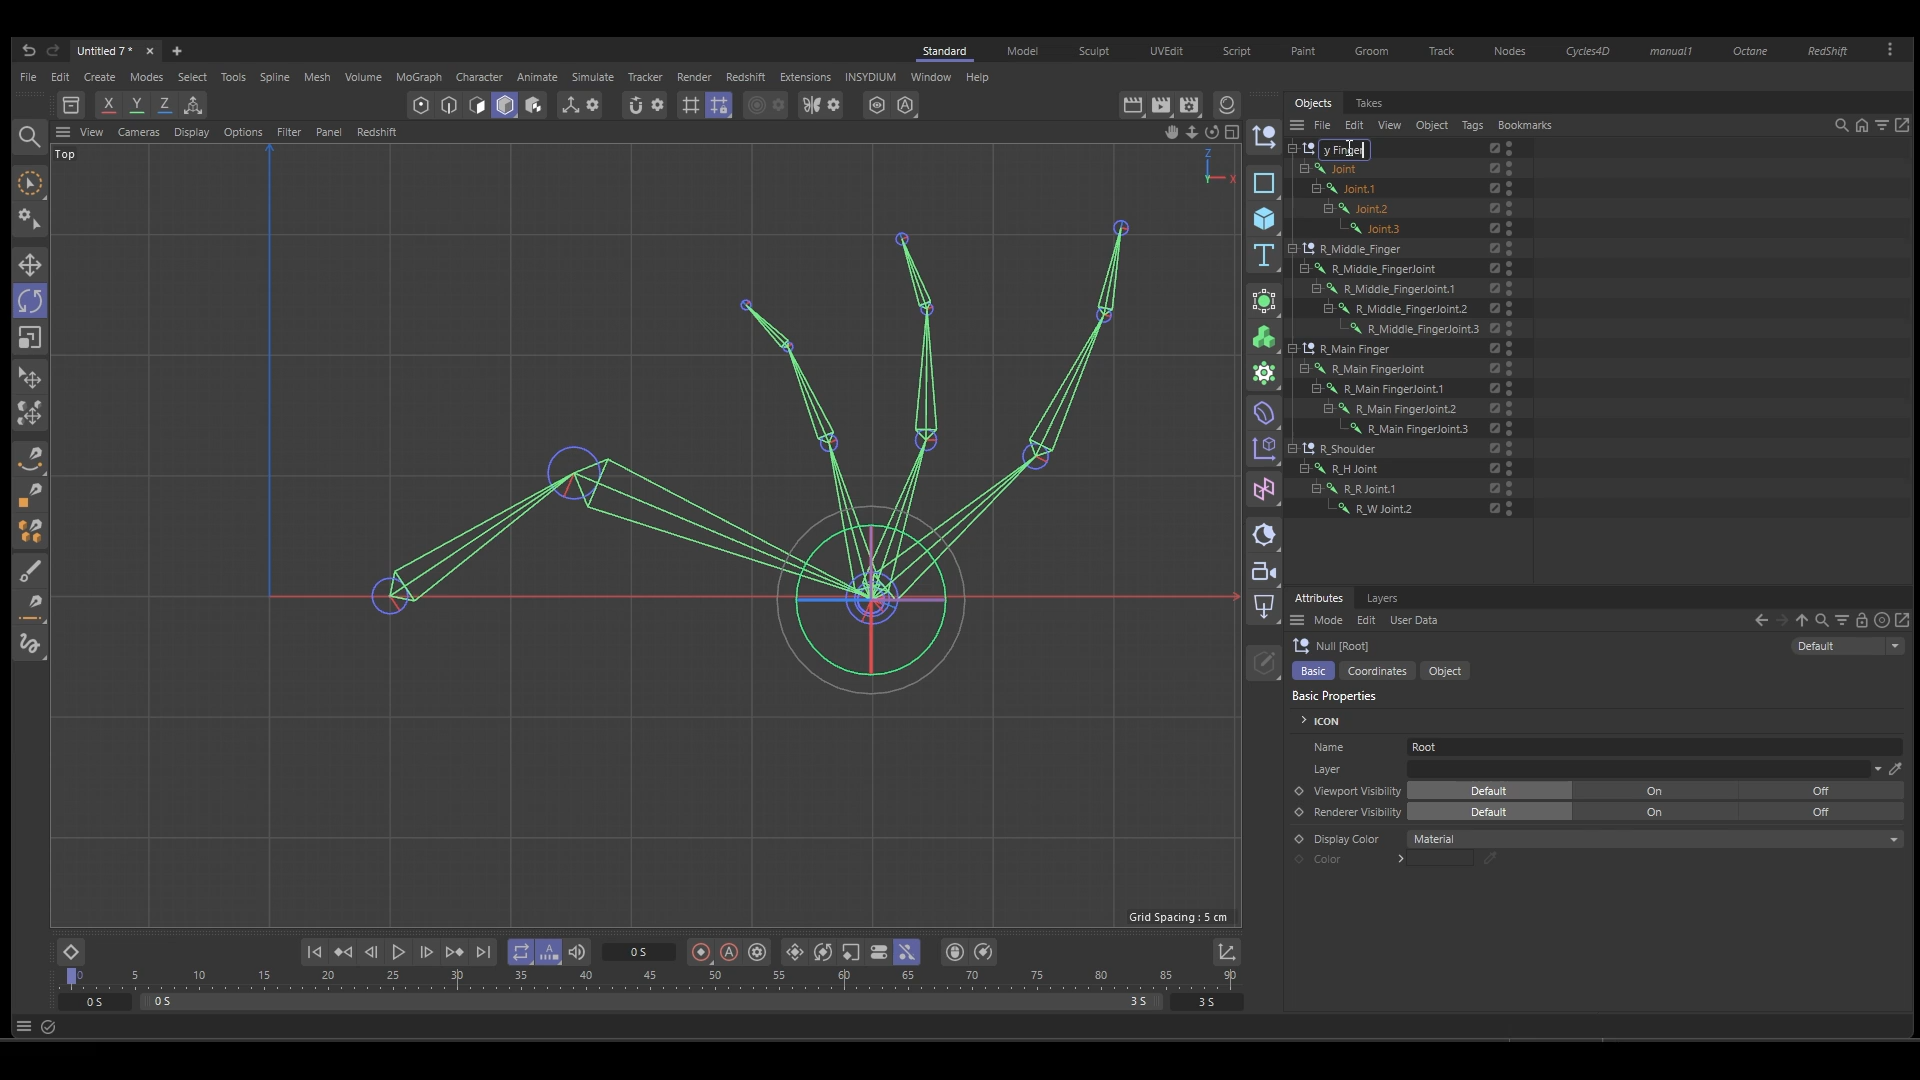 Untitled 7 *
Standard Model Sculpt UVEdit Script Paint Groom Track Nodes Cycles4D manual1 Octane RedShift
File Edit Create Modes Select Tools Spline Mesh Volume MoGraph Character Animate Simulate Tracker Render Redshift Extensions INSYDIUM Window Help
X Y Z
View Cameras Display Options Filter Panel Redshift
Top
Z
Y X
Grid Spacing : 5 cm
Objects Takes
File Edit View Object Tags Bookmarks
y Finger
Joint
Joint.1
Joint.2
Joint.3
R_Middle_Finger
R_Middle_FingerJoint
R_Middle_FingerJoint.1
R_Middle_FingerJoint.2
R_Middle_FingerJoint.3
R_Main Finger
R_Main FingerJoint
R_Main FingerJoint.1
R_Main FingerJoint.2
R_Main FingerJoint.3
R_Shoulder
R_H Joint
R_R Joint.1
R_W Joint.2
Attributes Layers
Mode Edit User Data
Null [Root]
Default
Basic Coordinates Object
Basic Properties
ICON
Name Root
Layer
Viewport Visibility Default On Off
Renderer Visibility Default On Off
Display Color Material
Color
0 S
0 5 10 15 20 25 30 35 40 45 50 55 60 65 70 75 80 85 90
0 S 0 S 3 S 3 S